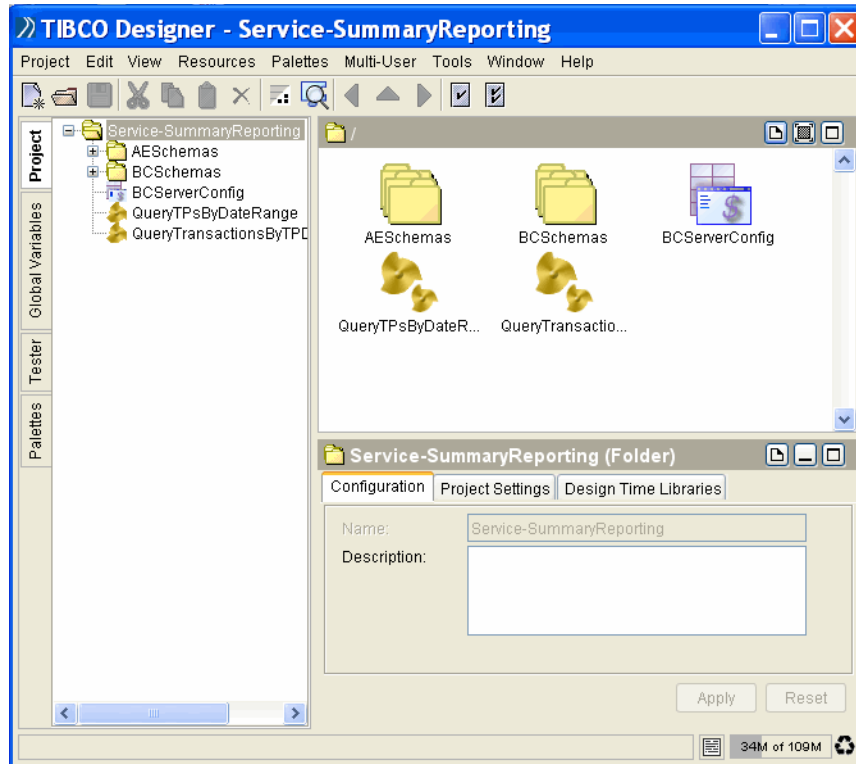 TIBCO Designer - Service-SummaryReporting
Project Edit View Resources Palettes Multi-User Tools Window Help
Project
Global Variables
Tester
Palettes
Service-SummaryReporting
AESchemas
BCSchemas
BCServerConfig
QueryTPsByDateRange
QueryTransactionsByTPD
/
AESchemas BCSchemas BCServerConfig
QueryTPsByDateR... QueryTransactio...
Service-SummaryReporting (Folder)
Configuration Project Settings Design Time Libraries
Name: Service-SummaryReporting
Description:
Apply Reset
34M of 109M